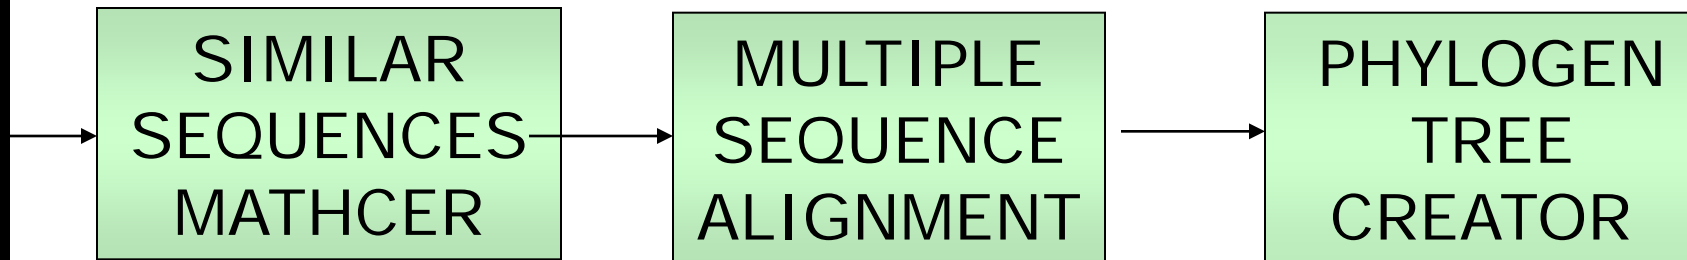 SIMILAR
SEQUENCES
MATHCER
MULTIPLE
SEQUENCE
ALIGNMENT
PHYLOGEN
TREE
CREATOR